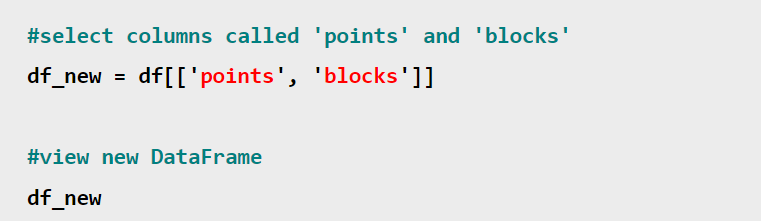 #select columns called 'points' and 'blocks'
df_new = df[['points', 'blocks']]
#view new DataFrame
df_new